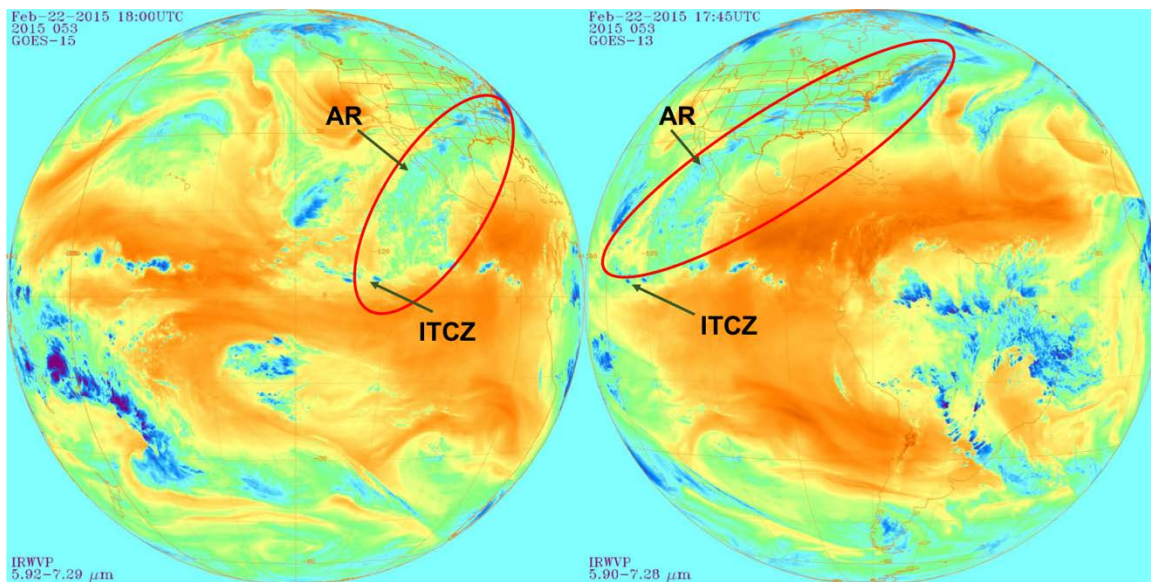 Feb-22-2015 18:00UTC
2015 053
GOES-15
AR
ITCZ
IRWVP
5.92-7.29 μm
Feb-22-2015 17:45UTC
2015 053
GOES-13
AR
ITCZ
IRWVP
5.90-7.28 μm